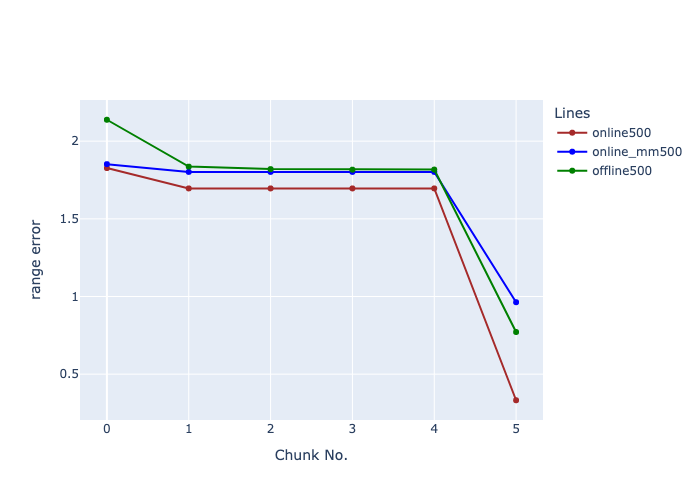 Lines
online500
online_mm500
offline500
range error
2
1.5
1
0.5
0 1 2 3 4 5
Chunk No.